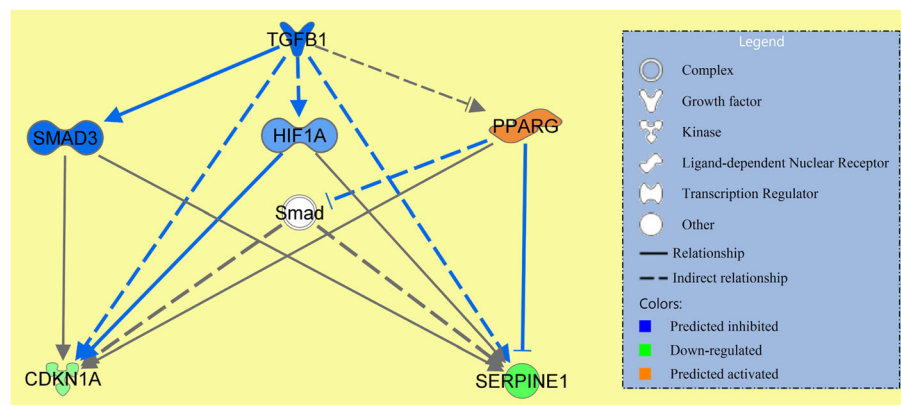 TGFB1
SMAD3
HIF1A
PPARG
Smad
CDKN1A
SERPINE1
Legend
Complex
Growth factor
Kinase
Ligand-dependent Nuclear Receptor
Transcription Regulator
Other
Relationship
Indirect relationship
Colors:
Predicted inhibited
Down-regulated
Predicted activated